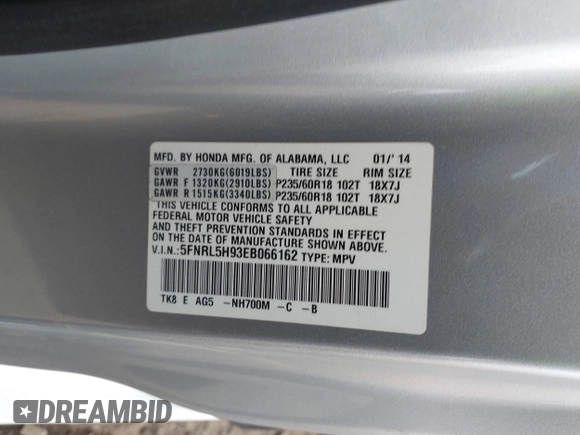 MFD. BY HONDA MFG. OF ALABAMA, LLC 01/'14
GVWR 2730KG(6019LBS) TIRE SIZE RIM SIZE
GAWR F 1320KG(2910LBS) P235/60R18 102T 18X7J
GAWR R 1515KG(3340LBS) P235/60R18 102T 18X7J
THIS VEHICLE CONFORMS TO ALL APPLICABLE
FEDERAL MOTOR VEHICLE SAFETY
AND THEFT PREVENTION STANDARDS IN EFFECT
ON THE DATE OF MANUFACTURE SHOWN ABOVE.
V.I.N.:5FNRL5H93EB066162 TYPE: MPV
TK8 E AG5 -NH700M -C -B
DREAMBID